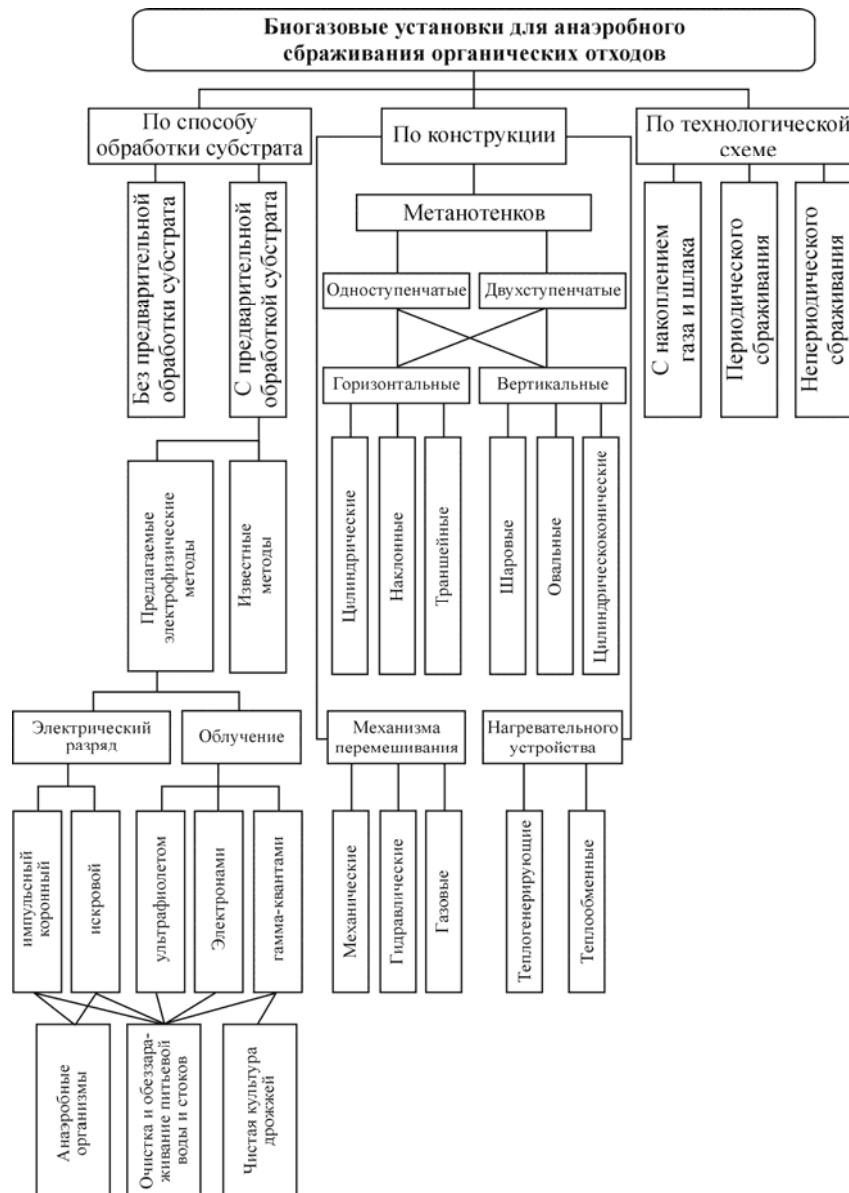 Биогазовые установки для анаэробного
сбраживания органических отходов
По способу
обработки субстрата
По конструкции
По технологической
схеме
Без предварительной
обработки субстрата
С предварительной
обработкой субстрата
Метанотенков
С накоплением
газа и шлака
Периодического
сбраживания
Непериодического
сбраживания
Одноступенчатые
Двухступенчатые
Горизонтальные
Вертикальные
Предлагаемые
электрофизические
методы
Известные
методы
Цилиндрические
Наклонные
Траншейные
Шаровые
Овальные
Цилиндрическоконические
Электрический
разряд
Облучение
Механизма
перемешивания
Нагревательного
устройства
импульсный
коронный
искровой
ультрафиолетом
Электронами
гамма-квантами
Механические
Гидравлические
Газовые
Теплогенерирующие
Теплообменные
Анаэробные
организмы
Очистка и обеззара-
живание питьевой
воды и стоков
Чистая культура
дрожжей